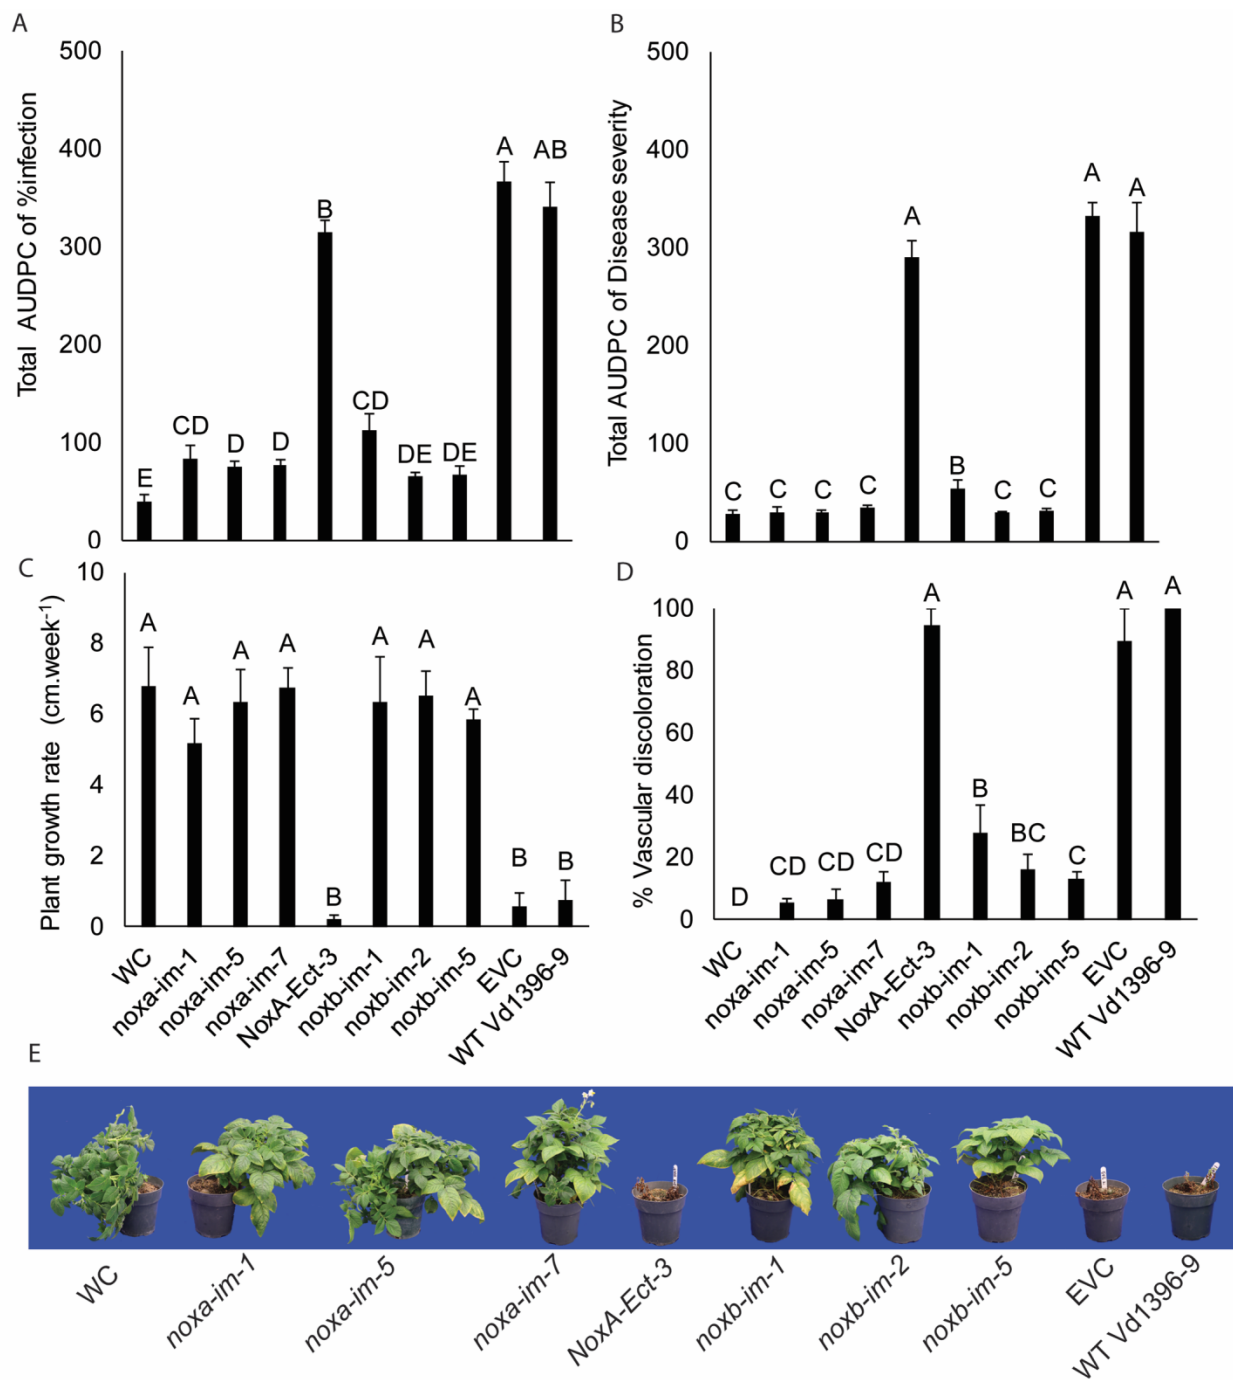 A
Total AUDPC of %infection
500
400
300
200
100
0
E
CD
D
D
B
CD
DE
DE
A
AB
B
Total AUDPC of Disease severity
500
400
300
200
100
0
C
C
C
C
A
B
C
C
A
A
C
Plant growth rate (cm.week⁻¹)
10
8
6
4
2
0
A
A
A
A
B
A
A
A
B
B
WC
noxa-im-1
noxa-im-5
noxa-im-7
NoxA-Ect-3
noxb-im-1
noxb-im-2
noxb-im-5
EVC
WT Vd1396-9
D
% Vascular discoloration
100
80
60
40
20
0
D
CD
CD
CD
A
B
BC
C
A
A
WC
noxa-im-1
noxa-im-5
noxa-im-7
NoxA-Ect-3
noxb-im-1
noxb-im-2
noxb-im-5
EVC
WT Vd1396-9
E
WC
noxa-im-1
noxa-im-5
noxa-im-7
NoxA-Ect-3
noxb-im-1
noxb-im-2
noxb-im-5
EVC
WT Vd1396-9